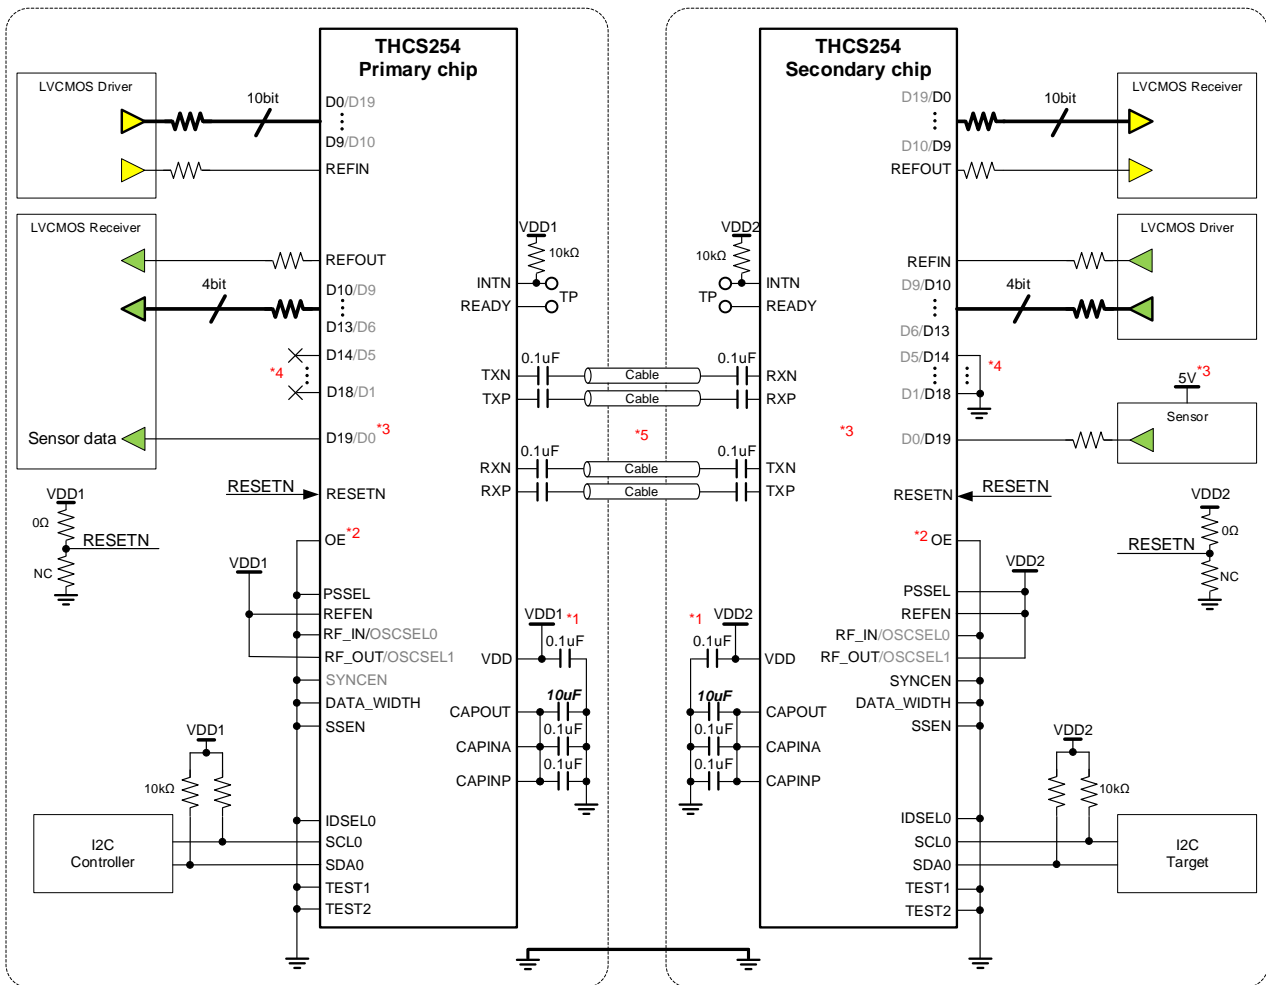 THCS254
Primary chip
LVCMOS Driver
10bit
D0/D19
D9/D10
REFIN
LVCMOS Receiver
REFOUT
4bit
D10/D9
D13/D6
*4
D14/D5
D18/D1
Sensor data
D19/D0 *3
VDD1
0Ω
RESETN
NC
RESETN
RESETN
OE *2
VDD1
PSSEL
REFEN
RF_IN/OSCSEL0
RF_OUT/OSCSEL1
SYNCEN
DATA_WIDTH
SSEN
VDD1
10kΩ
IDSEL0
I2C
Controller
SCL0
SDA0
TEST1
TEST2
VDD1
10kΩ
INTN
TP
READY
0.1uF
TXN
TXP
Cable
Cable
0.1uF
RXN
RXP
*5
0.1uF
RXN
RXP
Cable
Cable
0.1uF
TXN
TXP
VDD1 *1
0.1uF
VDD
10uF
CAPOUT
0.1uF
CAPINA
0.1uF
CAPINP
THCS254
Secondary chip
LVCMOS Receiver
D19/D0
10bit
D10/D9
REFOUT
VDD2
10kΩ
INTN
TP
READY
LVCMOS Driver
REFIN
D9/D10
4bit
D6/D13
D5/D14
*4
D1/D18
5V *3
Sensor
*3
D0/D19
RESETN
RESETN
VDD2
0Ω
RESETN
NC
*2 OE
VDD2
PSSEL
REFEN
RF_IN/OSCSEL0
RF_OUT/OSCSEL1
SYNCEN
DATA_WIDTH
SSEN
*1 VDD2
0.1uF
VDD
10uF
CAPOUT
0.1uF
CAPINA
0.1uF
CAPINP
VDD2
10kΩ
IDSEL0
SCL0
SDA0
I2C
Target
TEST1
TEST2